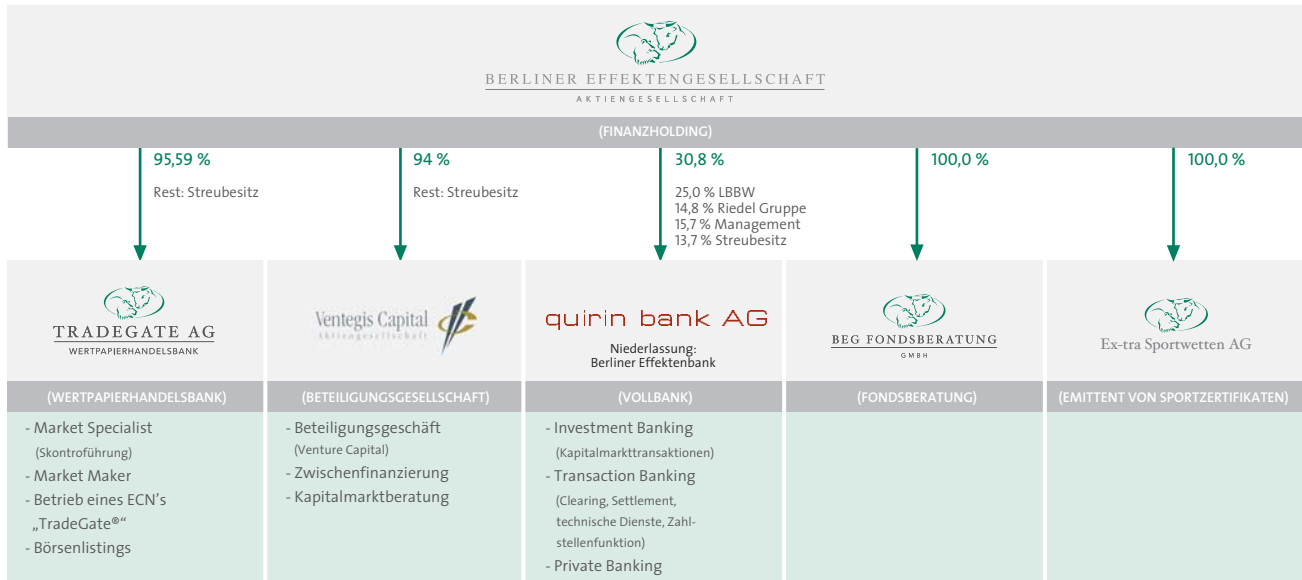 BERLINER EFFEKTENGESELLSCHAFT
AKTIENGESELLSCHAFT
(FINANZHOLDING)
95,59 %
Rest: Streubesitz
94 %
Rest: Streubesitz
30,8 %
25,0 % LBBW
14,8 % Riedel Gruppe
15,7 % Management
13,7 % Streubesitz
100,0 %
100,0 %
TRADEGATE AG
WERTPAPIERHANDELSBANK
(WERTPAPIERHANDELSBANK)
- Market Specialist
(Skontroführung)
- Market Maker
- Betrieb eines ECN’s
„TradeGate®“
- Börsenlistings
Ventegis Capital
Aktiengesellschaft
(BETEILIGUNGSGESELLSCHAFT)
- Beteiligungsgeschäft
(Venture Capital)
- Zwischenfinanzierung
- Kapitalmarktberatung
quirin bank AG
Niederlassung:
Berliner Effektenbank
(VOLLBANK)
- Investment Banking
(Kapitalmarkttransaktionen)
- Transaction Banking
(Clearing, Settlement,
technische Dienste, Zahl-
stellenfunktion)
- Private Banking
BEG FONDSBERATUNG
GMBH
(FONDSBERATUNG)
Ex-tra Sportwetten AG
(EMITTENT VON SPORTZERTIFIKATEN)